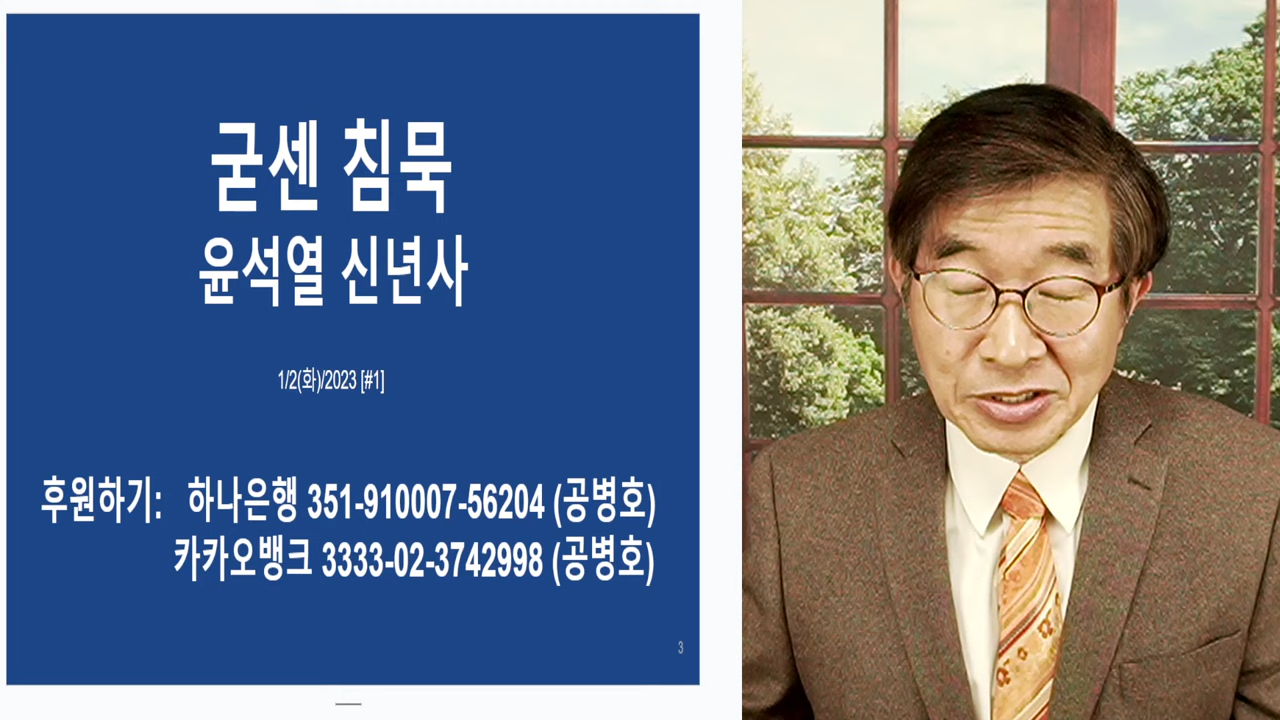 굳센 침묵
윤석열 신년사
1/2(화)/2023 [#1]
후원하기: 하나은행 351-910007-56204 (공병호)
카카오뱅크 3333-02-3742998 (공병호)
3